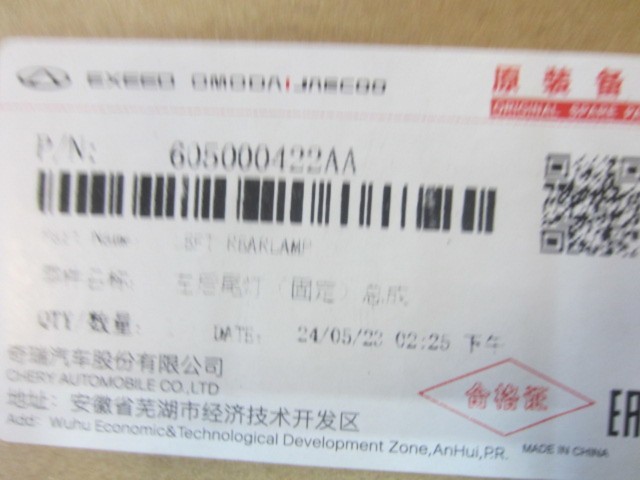 EXEED OMODA JAECOO
原装备
ORIGINAL SPARE
P/N: 605000422AA
Part Name LEFT REARLAMP
零件名称: 左后尾灯（固定）总成
QTY/数量: DATE: 24/05/23 02:25 下午
奇瑞汽车股份有限公司
CHERY AUTOMOBILE CO.,LTD
合格证
地址: 安徽省芜湖市经济技术开发区
Add: Wuhu Economic&Technological Development Zone,AnHui,P.R.
MADE IN CHINA